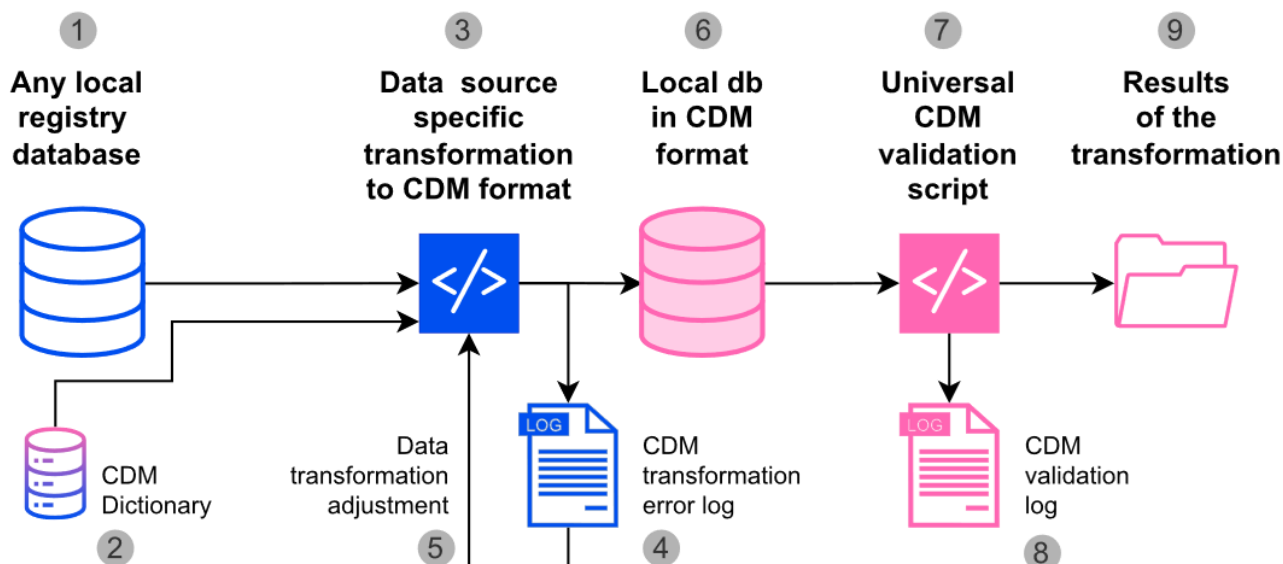 1
Any local
registry
database
3
Data source
specific
transformation
to CDM format
6
Local db
in CDM
format
7
Universal
CDM
validation
script
9
Results
of the
transformation
</>
</>
CDM
Dictionary
2
Data
transformation
adjustment
5
LOG
CDM
transformation
error log
4
LOG
CDM
validation
log
8